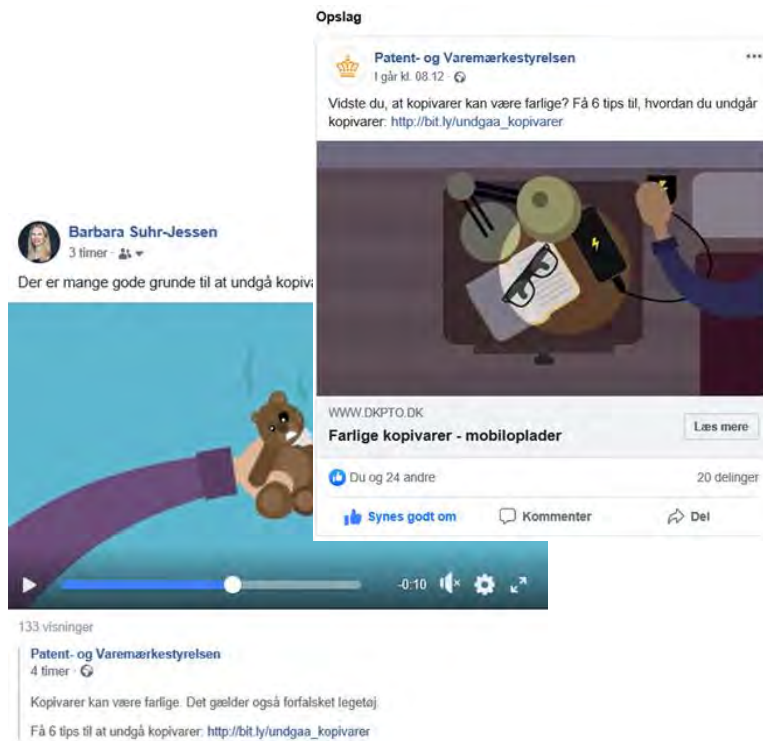 Opslag
Patent- og Varemærkestyrelsen
I går kl. 08.12 ·
Vidste du, at kopivarer kan være farlige? Få 6 tips til, hvordan du undgår
kopivarer: http://bit.ly/undgaa_kopivarer
WWW.DKPTO.DK
Farlige kopivarer - mobiloplader
Læs mere
Du og 24 andre
20 delinger
Synes godt om
Kommenter
Del
Barbara Suhr-Jessen
3 timer ·
Der er mange gode grunde til at undgå
-0:10
133 visninger
Patent- og Varemærkestyrelsen
4 timer ·
Kopivarer kan være farlige. Det gælder også forfalsket legetøj.
Få 6 tips til at undgå kopivarer: http://bit.ly/undgaa_kopivarer